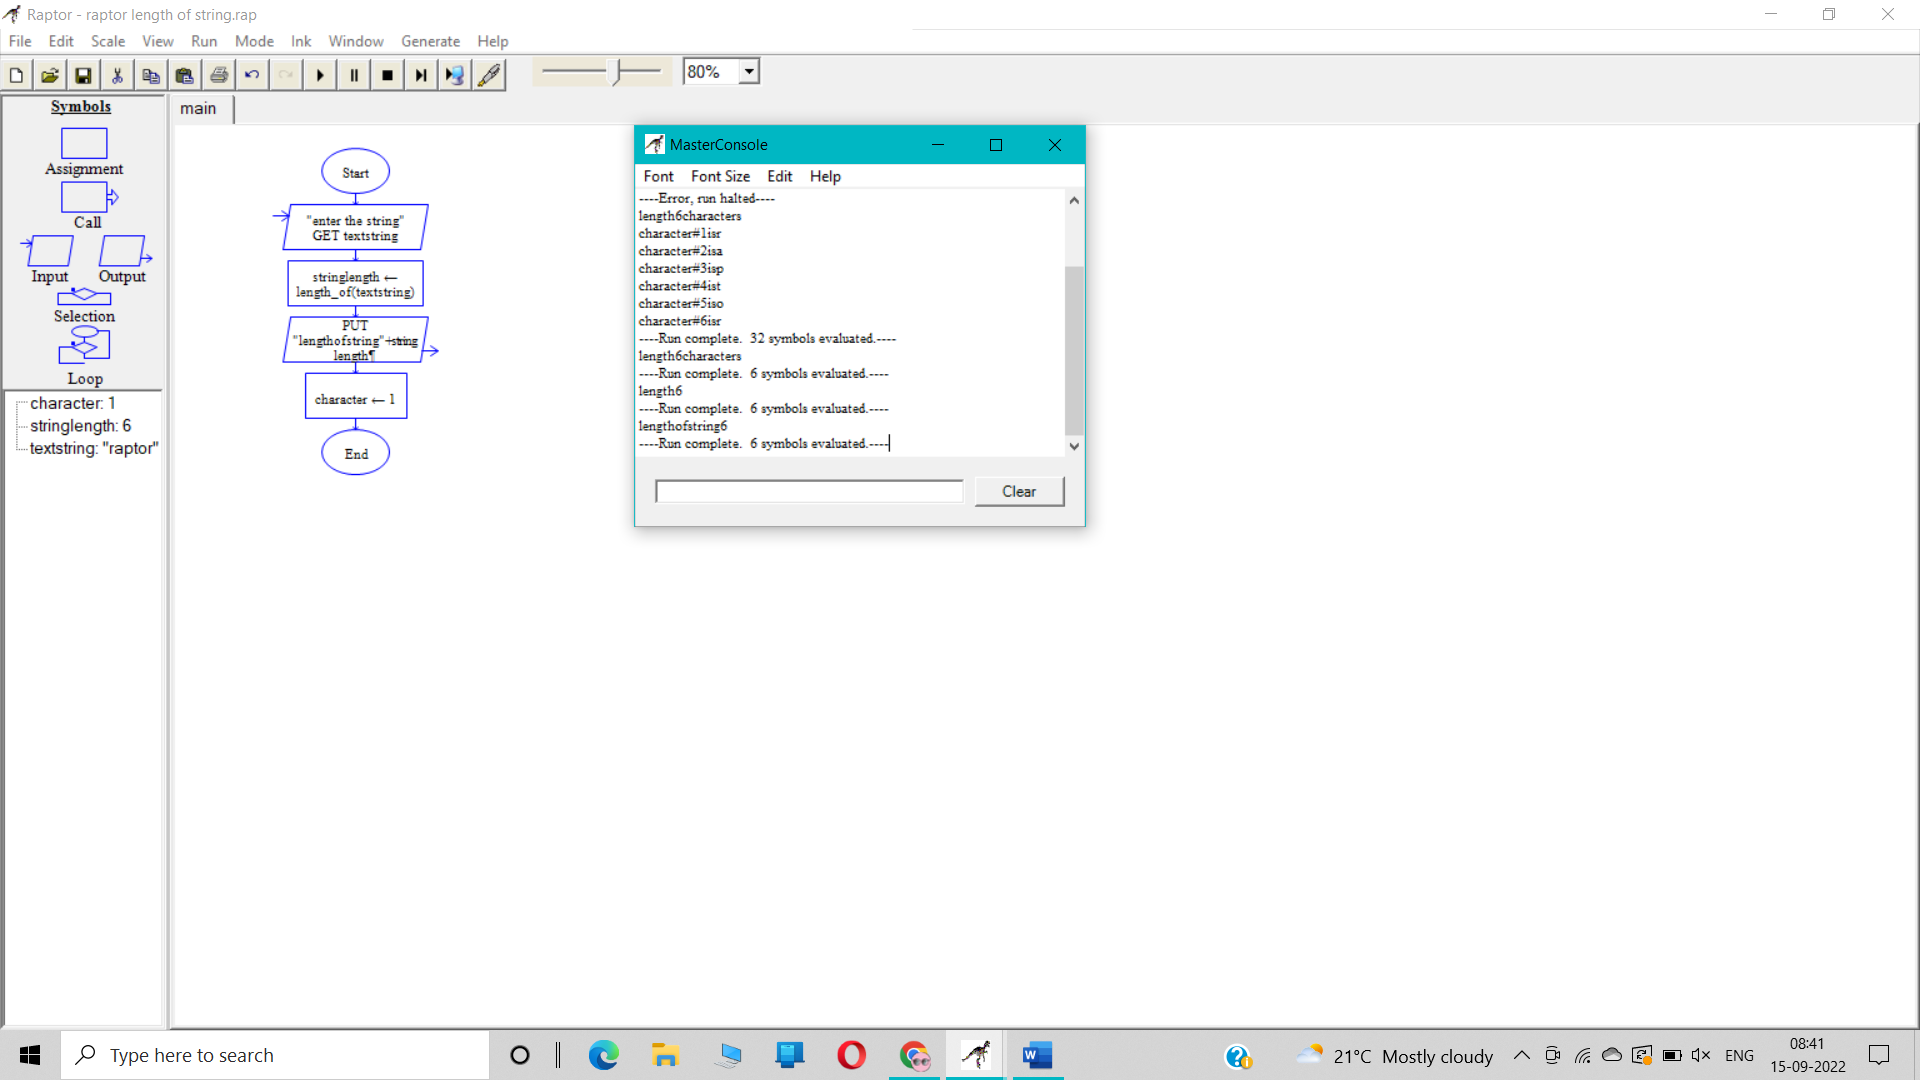 Raptor - raptor length of string.rap
File Edit Scale View Run Mode Ink Window Generate Help
80%
Symbols
Assignment
Call
Input Output
Selection
Loop
character: 1
stringlength: 6
textstring: "raptor"
main
Start
"enter the string"
GET textstring
stringlength ←
length_of(textstring)
PUT
"lengthofstring"+string
length¶
character ← 1
End
MasterConsole
Font Font Size Edit Help
----Error, run halted----
length6characters
character#1isr
character#2isa
character#3isp
character#4ist
character#5iso
character#6isr
----Run complete.  32 symbols evaluated.----
length6characters
----Run complete.  6 symbols evaluated.----
length6
----Run complete.  6 symbols evaluated.----
lengthofstring6
----Run complete.  6 symbols evaluated.----
Clear
Type here to search
W
21°C Mostly cloudy
ENG
08:41
15-09-2022